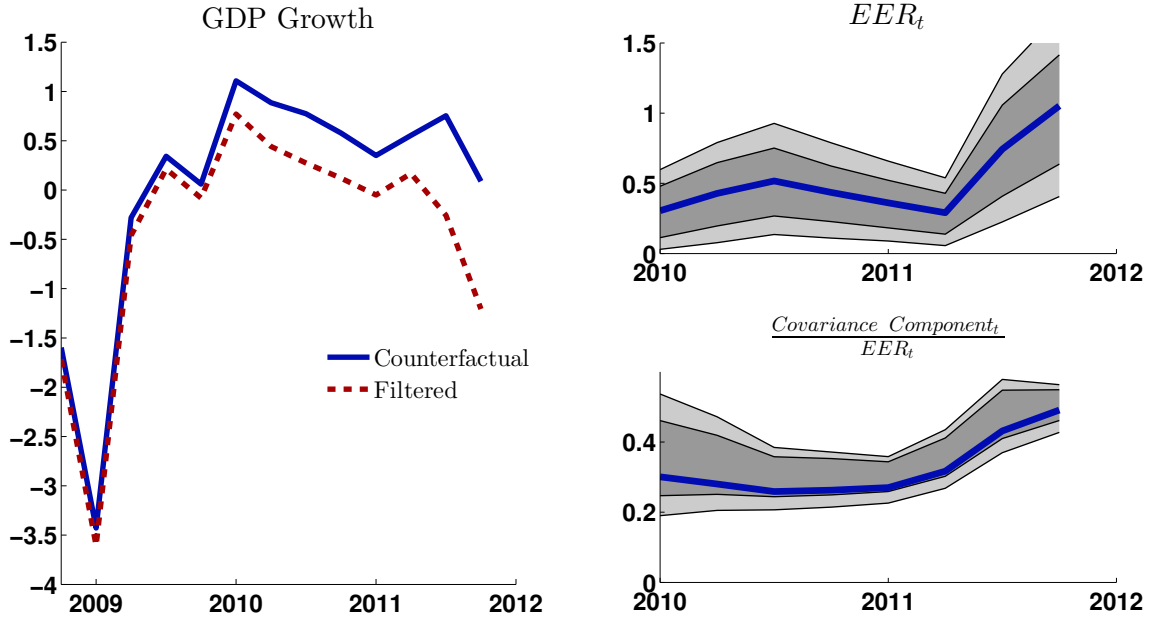 GDP Growth
1.5
1
0.5
0
−0.5
−1
−1.5
−2
−2.5
−3
−3.5
−4
2009 2010 2011 2012
Counterfactual
Filtered
EER_t
1.5
1
0.5
0
2010 2011 2012
Covariance Component_t
EER_t
0.4
0.2
0
2010 2011 2012